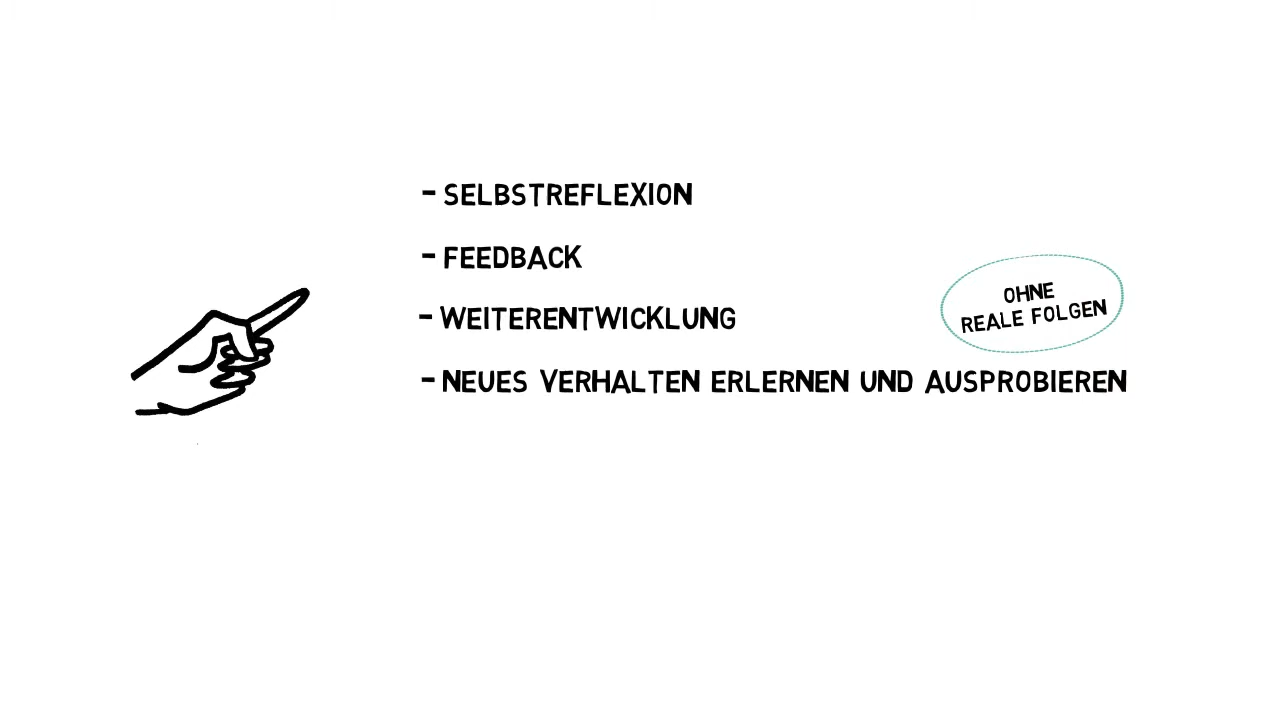 - SELBSTREFLEXION
- FEEDBACK
- WEITERENTWICKLUNG
OHNE
REALE FOLGEN
- NEUES VERHALTEN ERLERNEN UND AUSPROBIEREN